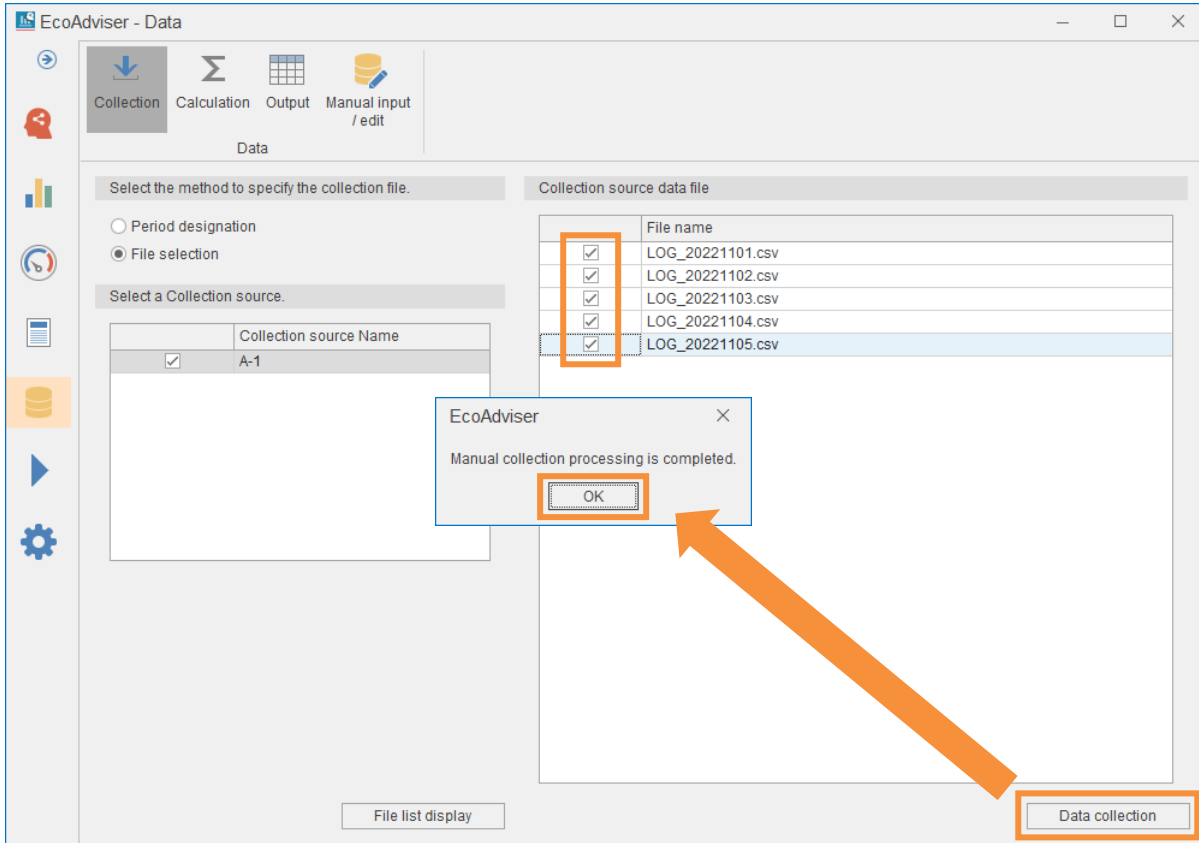 EcoAdviser - Data
Collection
Calculation
Output
Manual input
/ edit
Data
Select the method to specify the collection file.
Period designation
File selection
Select a Collection source.
Collection source Name
A-1
Collection source data file
File name
LOG_20221101.csv
LOG_20221102.csv
LOG_20221103.csv
LOG_20221104.csv
LOG_20221105.csv
EcoAdviser
Manual collection processing is completed.
OK
File list display
Data collection